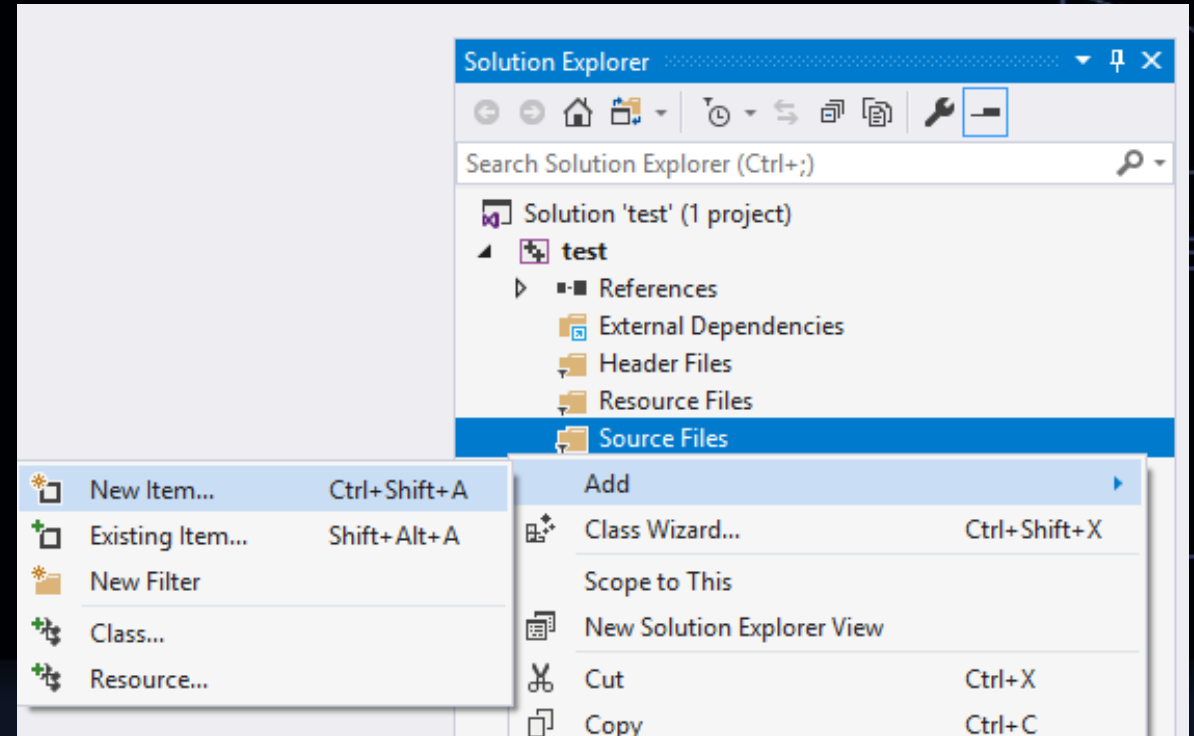 Solution Explorer
Search Solution Explorer (Ctrl+;)
Solution 'test' (1 project)
test
References
External Dependencies
Header Files
Resource Files
Source Files
New Item... Ctrl+Shift+A
Existing Item... Shift+Alt+A
New Filter
Class...
Resource...
Add
Class Wizard... Ctrl+Shift+X
Scope to This
New Solution Explorer View
Cut Ctrl+X
Copy Ctrl+C